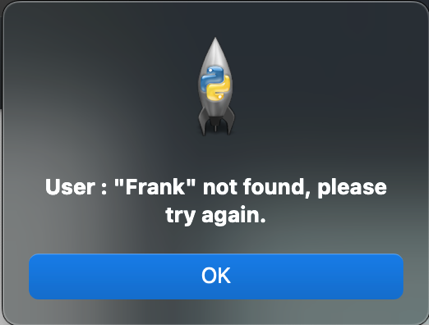 User : "Frank" not found, please
try again.
OK